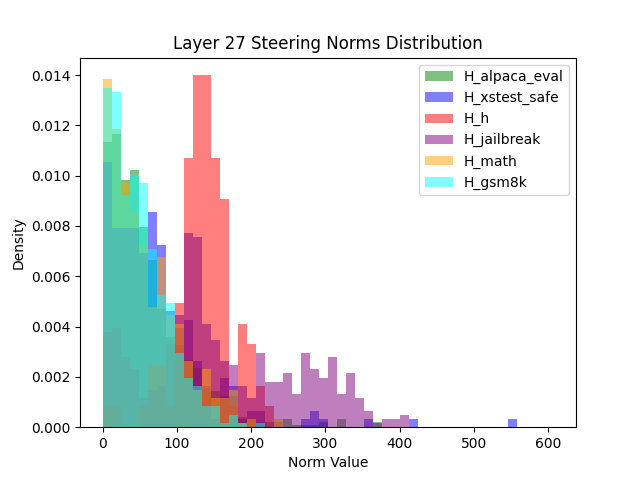 Layer 27 Steering Norms Distribution
H_alpaca_eval
H_xstest_safe
H_h
H_jailbreak
H_math
H_gsm8k
Density
0.014
0.012
0.010
0.008
0.006
0.004
0.002
0.000
0 100 200 300 400 500 600
Norm Value